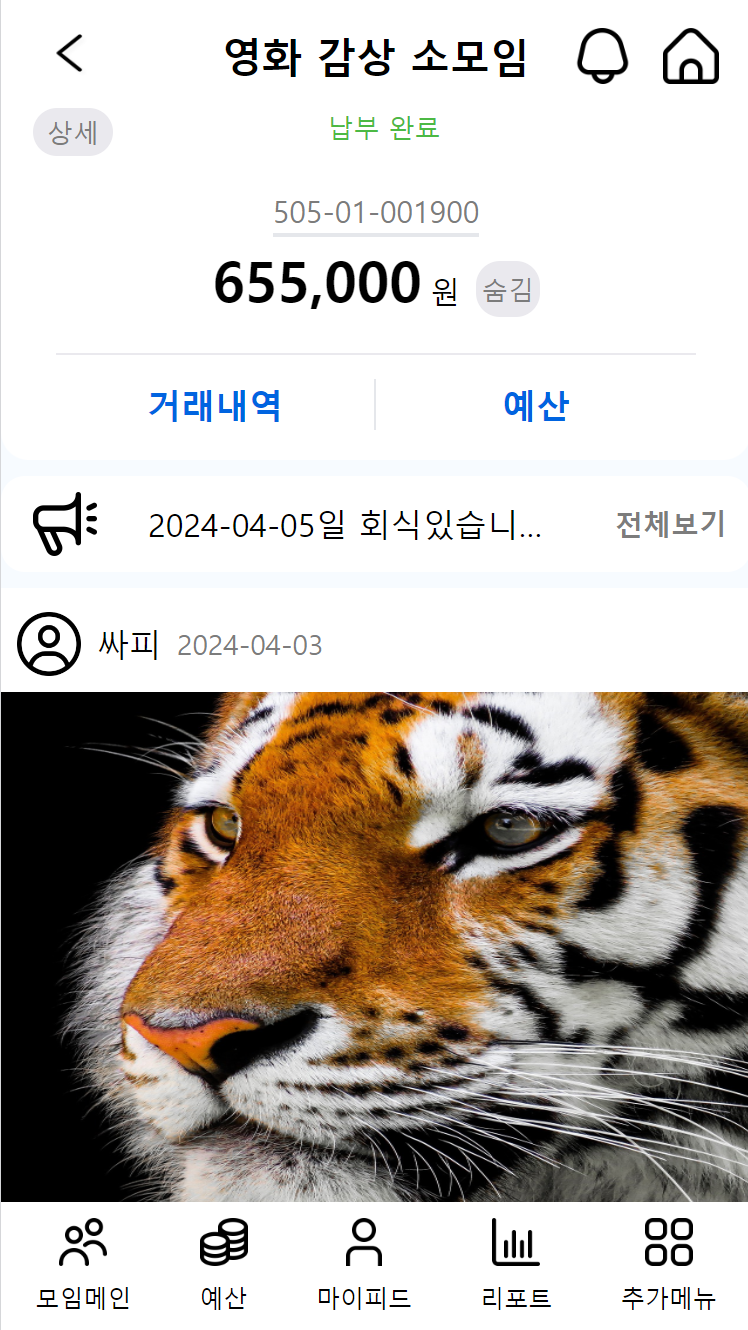 영화 감상 소모임
상세
납부 완료
505-01-001900
655,000 원 숨김
거래내역 예산
2024-04-05일 회식있습니... 전체보기
싸피 2024-04-03
모임메인 예산 마이피드 리포트 추가메뉴